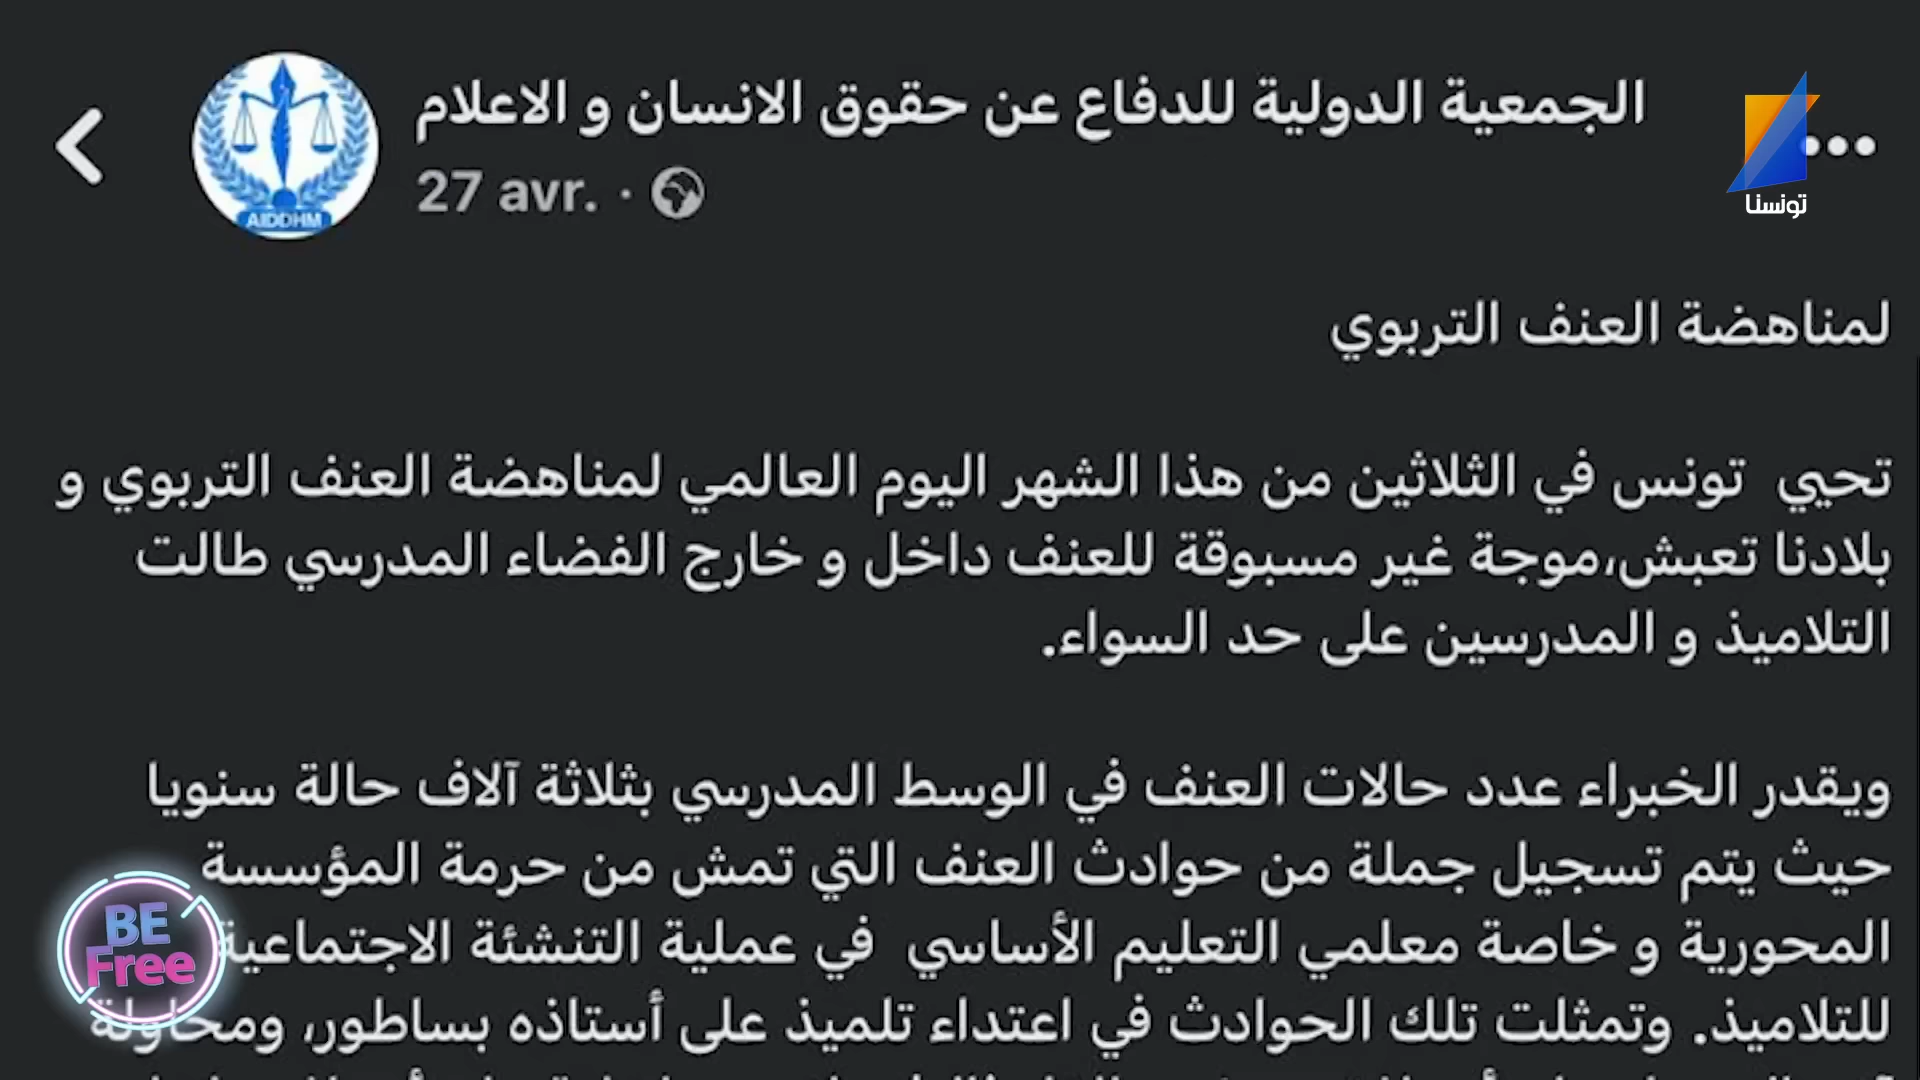 الجمعية الدولية للدفاع عن حقوق الانسان و الاعلام
27 avr. ·
AIDDHM
تونسنا
لمناهضة العنف التربوي
تحيي تونس في الثلاثين من هذا الشهر اليوم العالمي لمناهضة العنف التربوي و
بلادنا تعبش،موجة غير مسبوقة للعنف داخل و خارج الفضاء المدرسي طالت
التلاميذ و المدرسين على حد السواء.
ويقدر الخبراء عدد حالات العنف في الوسط المدرسي بثلاثة آلاف حالة سنويا
حيث يتم تسجيل جملة من حوادث العنف التي تمش من حرمة المؤسسة
المحورية و خاصة معلمي التعليم الأساسي في عملية التنشئة الاجتماعية
للتلاميذ. وتمثلت تلك الحوادث في اعتداء تلميذ على أستاذه بساطور، ومحاولة
BE
Free